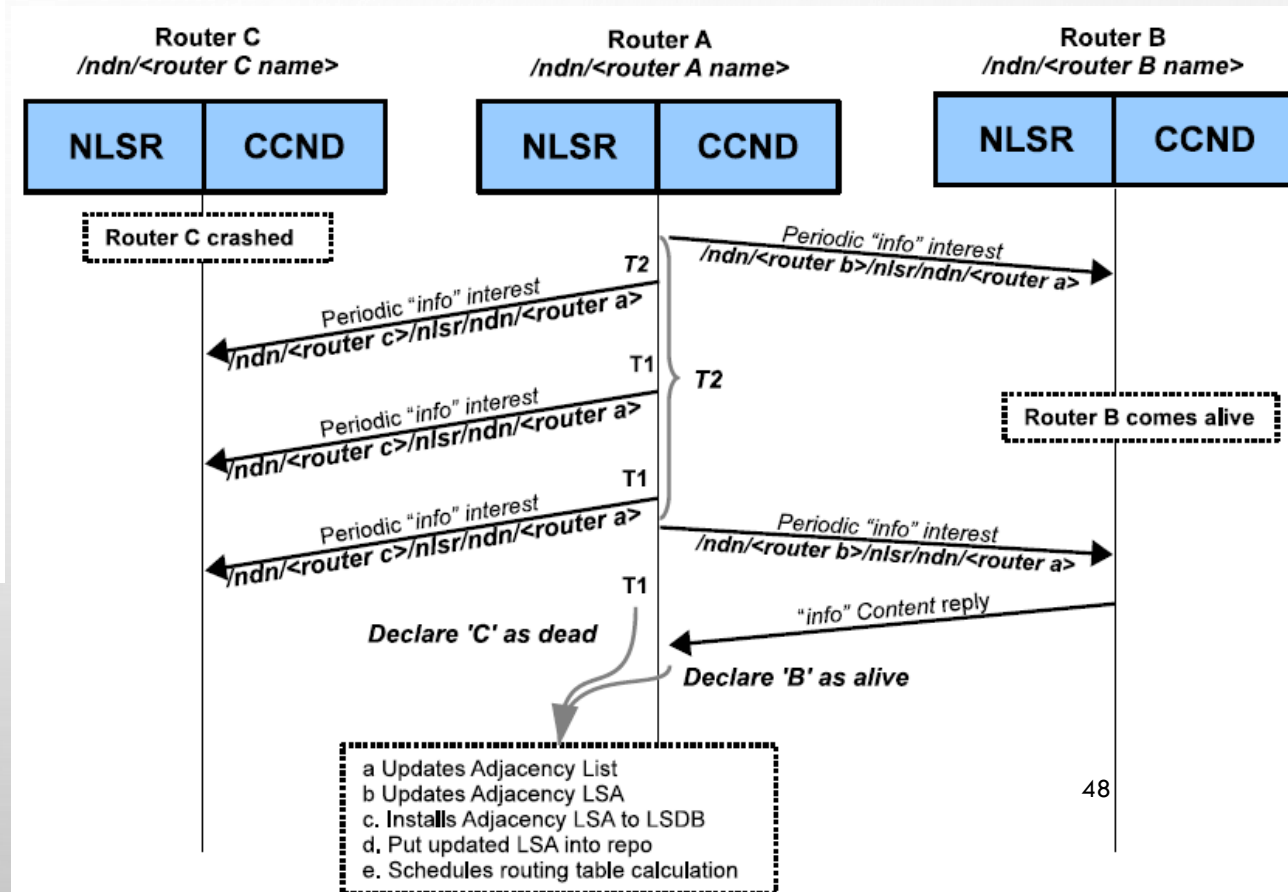 Router C
/ndn/<router C name>
Router A
/ndn/<router A name>
Router B
/ndn/<router B name>
NLSR
CCND
NLSR
CCND
NLSR
CCND
Router C crashed
Periodic "info" interest
/ndn/<router b>/nlsr/ndn/<router a>
T2
Periodic "info" interest
/ndn/<router c>/nlsr/ndn/<router a>
T1
T2
Periodic "info" interest
/ndn/<router c>/nlsr/ndn/<router a>
Router B comes alive
T1
Periodic "info" interest
/ndn/<router c>/nlsr/ndn/<router a>
Periodic "info" interest
/ndn/<router b>/nlsr/ndn/<router a>
T1
"info" Content reply
Declare 'C' as dead
Declare 'B' as alive
a Updates Adjacency List
b Updates Adjacency LSA
c. Installs Adjacency LSA to LSDB
d. Put updated LSA into repo
e. Schedules routing table calculation
48